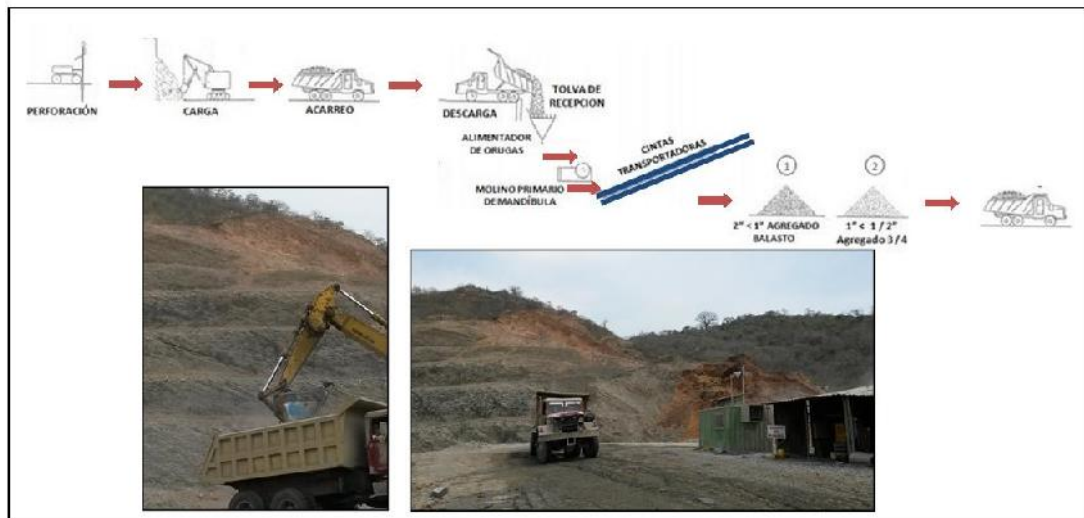 PERFORACIÓN
CARGA
ACARREO
DESCARGA
TOLVA DE
RECEPCION
ALIMENTADOR
DE ORUGAS
MOLINO PRIMARIO
DE MANDÍBULA
CINTAS
TRANSPORTADORAS
1
2" < 1" AGREGADO
BALASTO
2
1" < 1/2"
Agregado 3/4